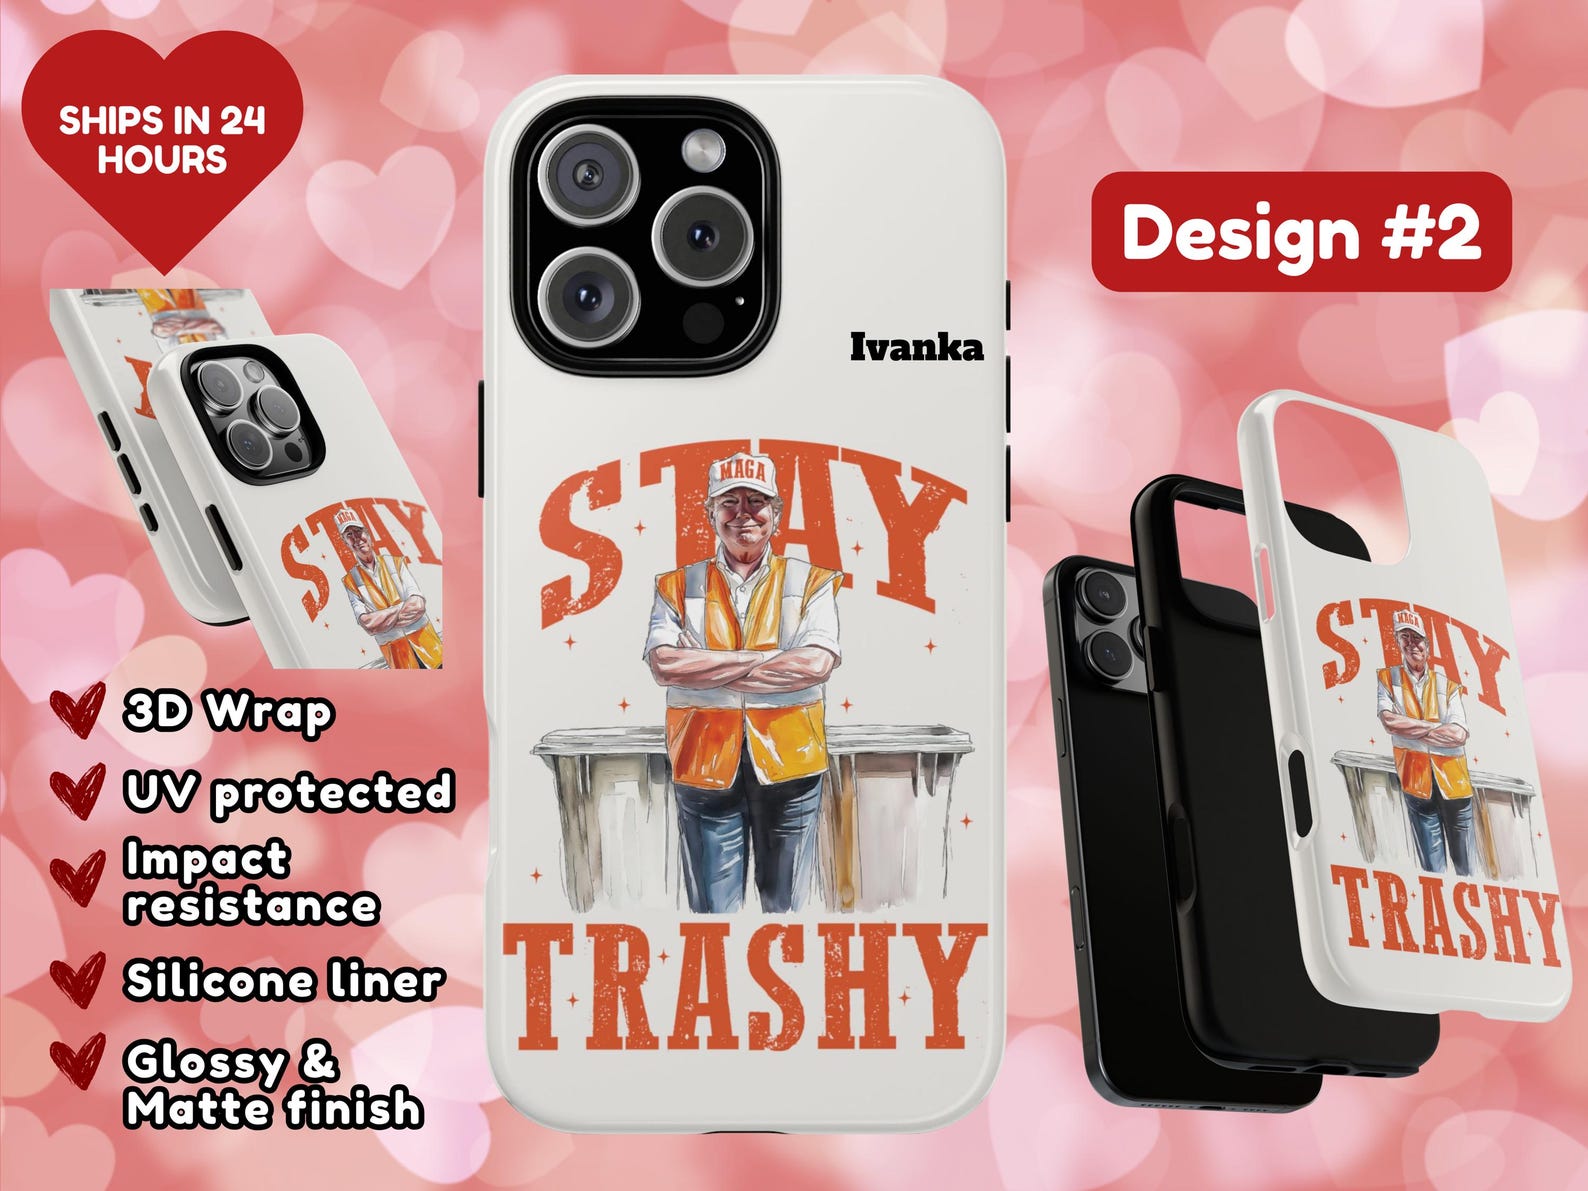 SHIPS IN 24
HOURS
Design #2
Ivanka
STAY
MAGA
TRASHY
STAY
MAGA
STAY
MAGA
TRASHY
3D Wrap
UV protected
Impact
resistance
Silicone liner
Glossy &
Matte finish